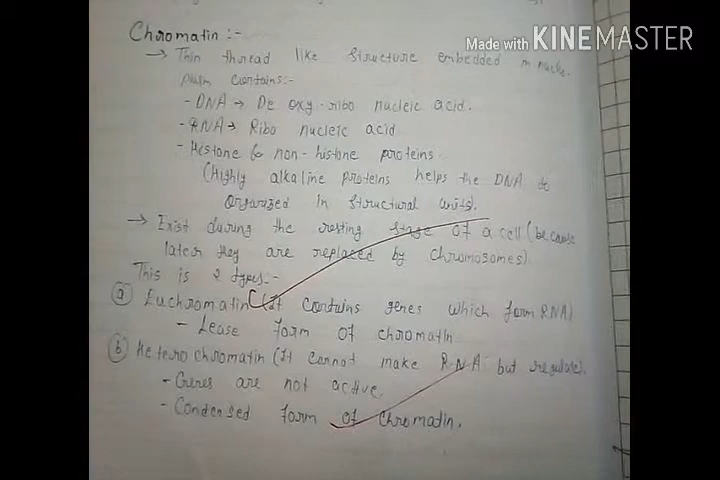 Made with KINEMASTER
Chromatin :-
→ Thin thread like structure embedded in
plasm contains:-
- DNA → De oxy-ribo nucleic acid.
- RNA → Ribo nucleic acid
- Histone & non-histone proteins
(Highly alkaline proteins helps the DNA to
organized in structural units).
→ Exist during the resting stage of a cell (because
later they are replaced by chromosomes).
This is 2 types:-
(a) Euchromatin (It contains genes which form RNA)
- Lease form of chromatin
(b) Hetero chromatin (It cannot make R-N-A but regulate).
- Genes are not active.
- Condensed form of chromatin.